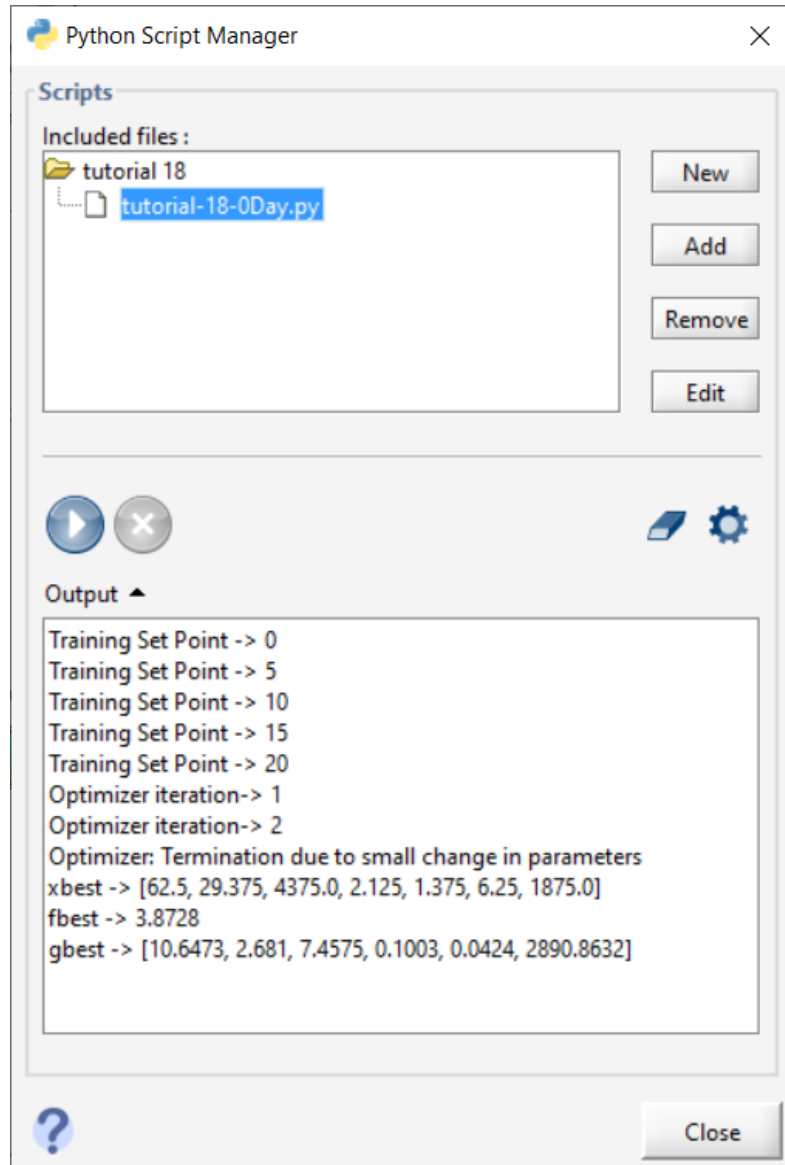 Python Script Manager
Scripts
Included files :
tutorial 18
tutorial-18-0Day.py
New
Add
Remove
Edit
Output
Training Set Point -> 0
Training Set Point -> 5
Training Set Point -> 10
Training Set Point -> 15
Training Set Point -> 20
Optimizer iteration-> 1
Optimizer iteration-> 2
Optimizer: Termination due to small change in parameters
xbest -> [62.5, 29.375, 4375.0, 2.125, 1.375, 6.25, 1875.0]
fbest -> 3.8728
gbest -> [10.6473, 2.681, 7.4575, 0.1003, 0.0424, 2890.8632]
Close